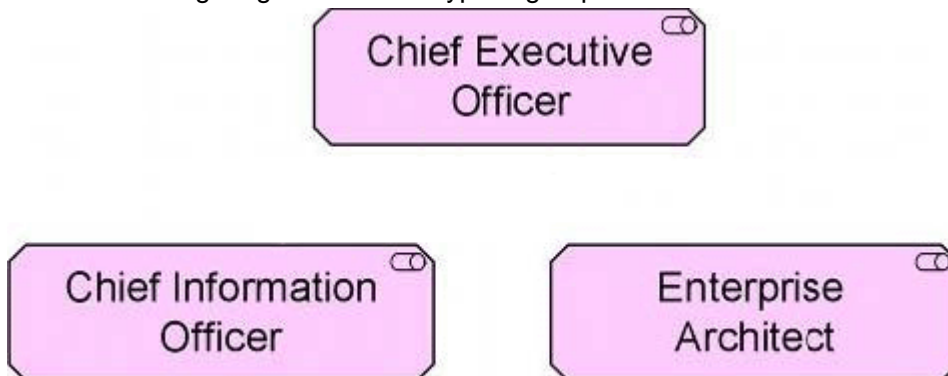 Chief Executive
Officer
Chief Information
Officer
Enterprise
Architect